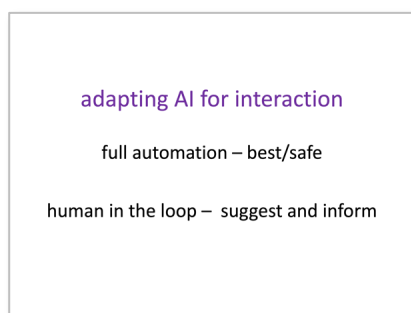 adapting AI for interaction
full automation – best/safe
human in the loop –  suggest and inform